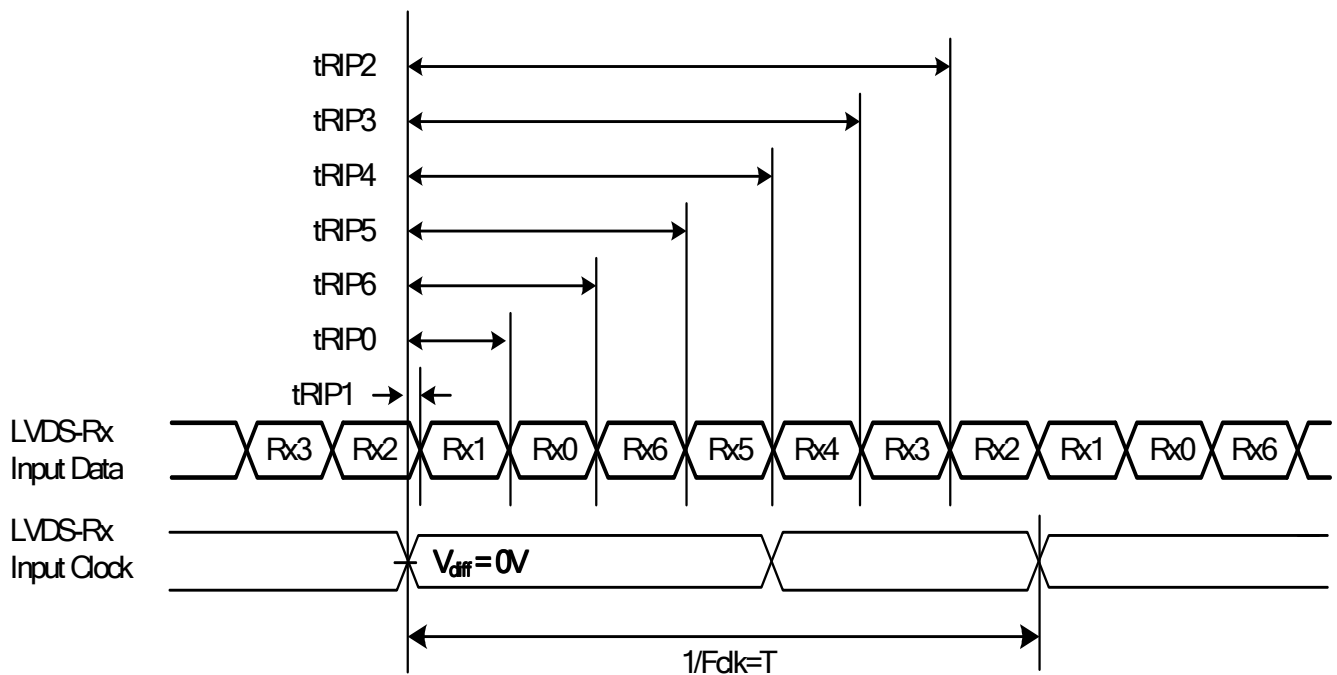 tRIP2
tRIP3
tRIP4
tRIP5
tRIP6
tRIP0
tRIP1
LVDS-Rx
Input Data
Rx3 Rx2 Rx1 Rx0 Rx6 Rx5 Rx4 Rx3 Rx2 Rx1 Rx0 Rx6
LVDS-Rx
Input Clock
Vdiff = 0V
1/Fclk=T